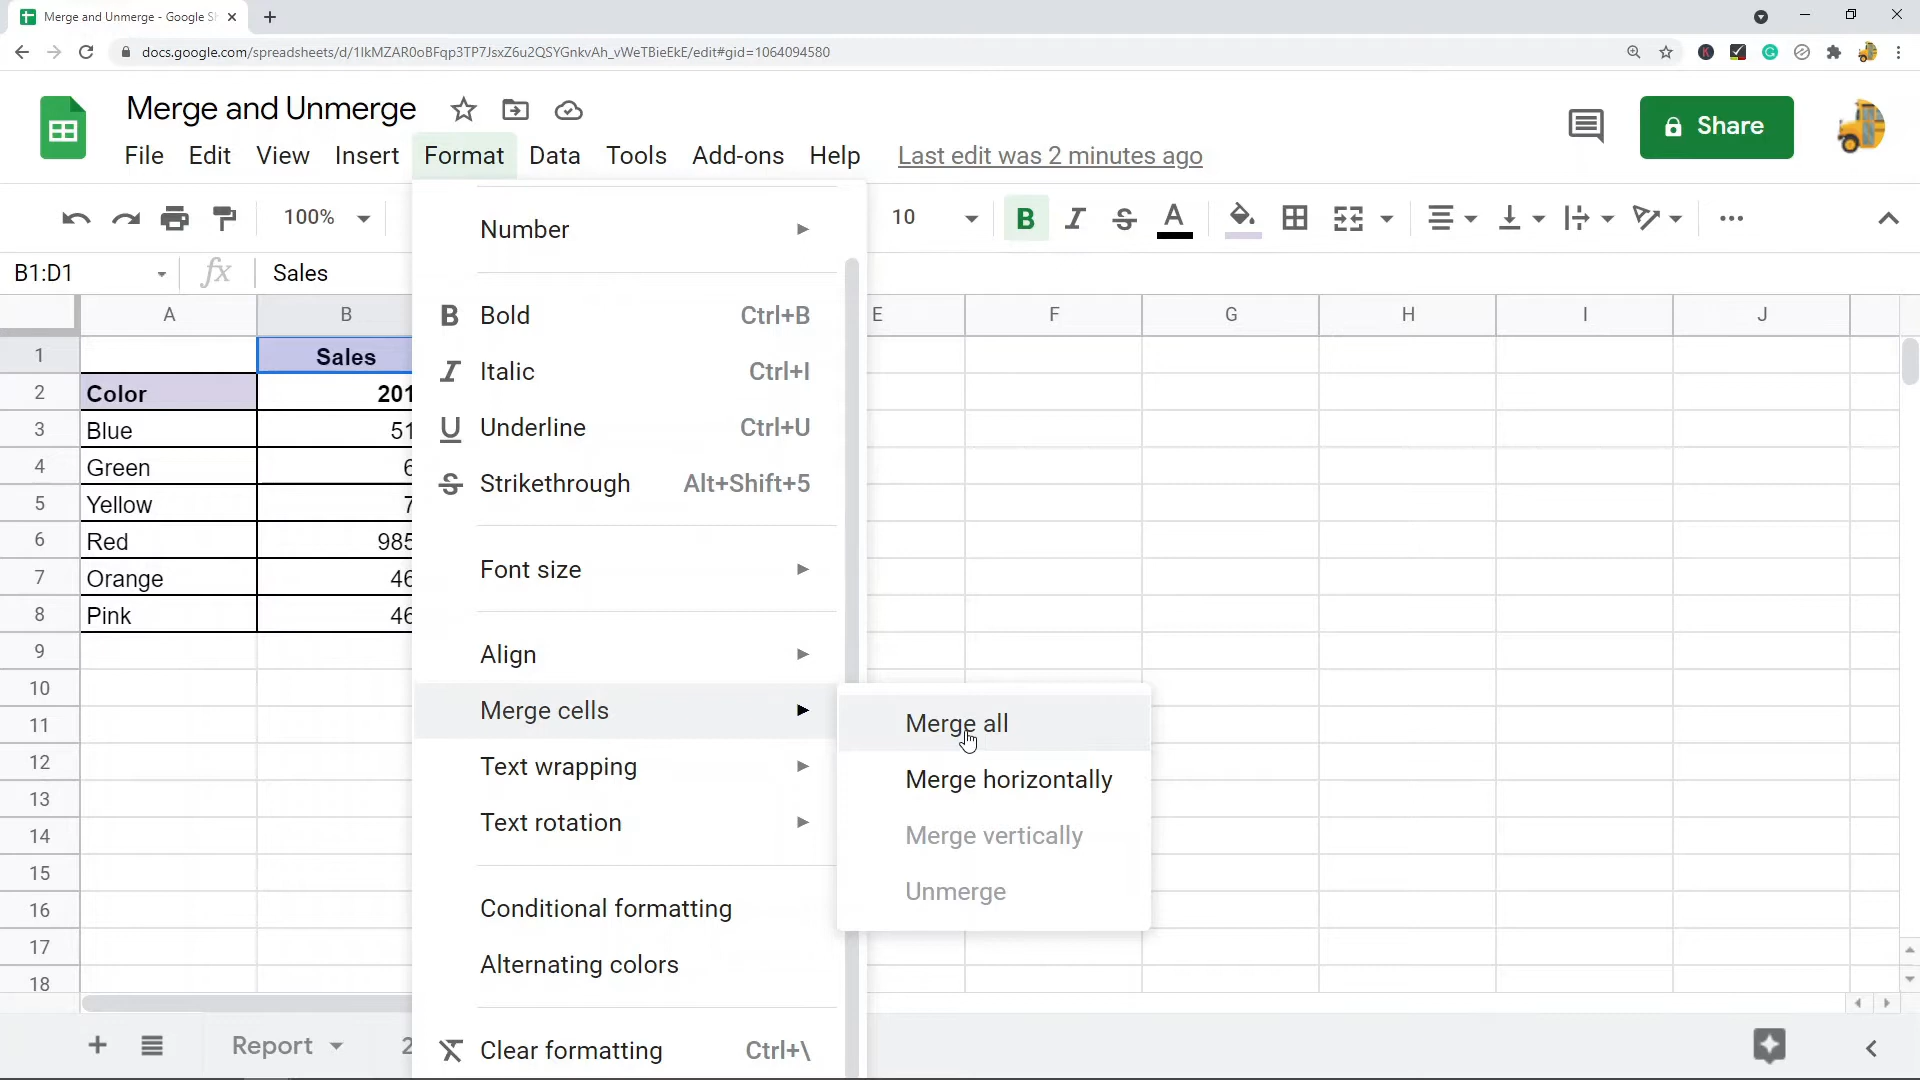 Merge and Unmerge - Google Sh
docs.google.com/spreadsheets/d/1IkMZAR0oBFqp3TP7JsxZ6u2QSYGnkvAh_vWeTBieEkE/edit#gid=1064094580
Merge and Unmerge
Share
File Edit View Insert Format Data Tools Add-ons Help Last edit was 2 minutes ago
100% 10 B I S A
B1:D1 fx Sales
A B E F G H I J
1 Sales
2 Color 201
3 Blue 51
4 Green 6
5 Yellow 7
6 Red 985
7 Orange 46
8 Pink 46
9
10
11
12
13
14
15
16
17
18
Number
B Bold Ctrl+B
I Italic Ctrl+I
U Underline Ctrl+U
S Strikethrough Alt+Shift+5
Font size
Align
Merge cells
Text wrapping
Text rotation
Conditional formatting
Alternating colors
Clear formatting Ctrl+\
Merge all
Merge horizontally
Merge vertically
Unmerge
Report 2